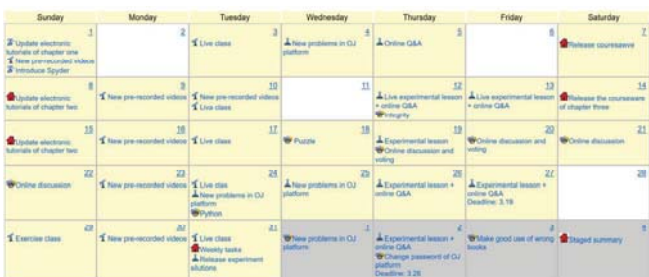 Sunday Monday Tuesday Wednesday Thursday Friday Saturday
1 2 3 4 5 6 7
Update electronic
tutorials of chapter one
New pre-recorded videos
Introduce Spyder
Live class
New problems in OJ
platform
Online Q&A
Release courseware
8 9 10 11 12 13 14
Update electronic
tutorials of chapter two
New pre-recorded videos
New pre-recorded videos
Live class
Live experimental lesson
+ online Q&A
Integrity
Live experimental lesson
+ online Q&A
Release the courseware
of chapter three
15 16 17 18 19 20 21
Update electronic
tutorials of chapter two
New pre-recorded videos
Live class
Puzzle
Experimental lesson
Online discussion and
voting
Online discussion and
voting
Online discussion
22 23 24 25 26 27 28
Online discussion
New pre-recorded videos
Live class
New problems in OJ
platform
Python
New problems in OJ
platform
Experimental lesson +
online Q&A
Experimental lesson +
online Q&A
Deadline: 3.19
29 30 31 1 2 3
Exercise class
New pre-recorded videos
Live class
Weekly tasks
Release experiment
solutions
New problems in OJ
platform
Experimental lesson +
online Q&A
Change password of OJ
platform
Deadline: 3.26
Make good use of wrong
books
Staged summary